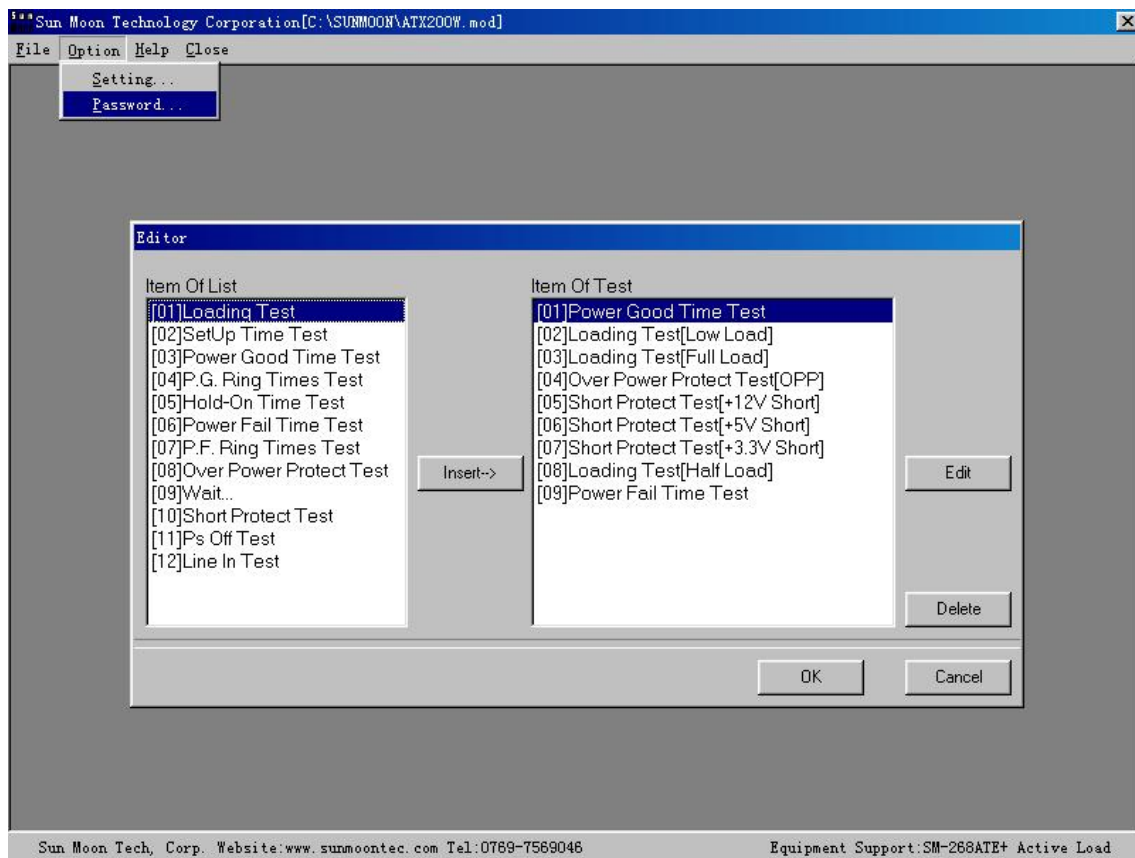 Sun Moon Technology Corporation[C:\SUNMOON\ATX200W.mod]
File Option Help Close
Setting...
Password...
Editor
Item Of List
[01]Loading Test
[02]SetUp Time Test
[03]Power Good Time Test
[04]P.G. Ring Times Test
[05]Hold-On Time Test
[06]Power Fail Time Test
[07]P.F. Ring Times Test
[08]Over Power Protect Test
[09]Wait...
[10]Short Protect Test
[11]Ps Off Test
[12]Line In Test
Insert-->
Item Of Test
[01]Power Good Time Test
[02]Loading Test[Low Load]
[03]Loading Test[Full Load]
[04]Over Power Protect Test[OPP]
[05]Short Protect Test[+12V Short]
[06]Short Protect Test[+5V Short]
[07]Short Protect Test[+3.3V Short]
[08]Loading Test[Half Load]
[09]Power Fail Time Test
Edit
Delete
OK
Cancel
Sun Moon Tech, Corp. Website:www.sunmoontec.com Tel:0769-7569046
Equipment Support:SM-268ATE+ Active Load